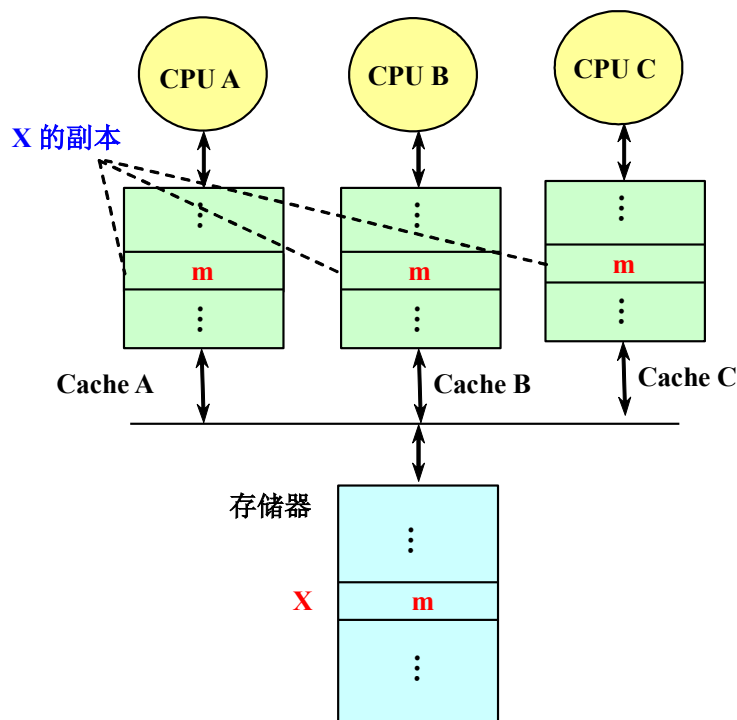 CPU A
CPU B
CPU C
X 的副本
⋮
⋮
⋮
m
m
m
⋮
⋮
⋮
Cache A
Cache B
Cache C
存储器
⋮
X
m
⋮